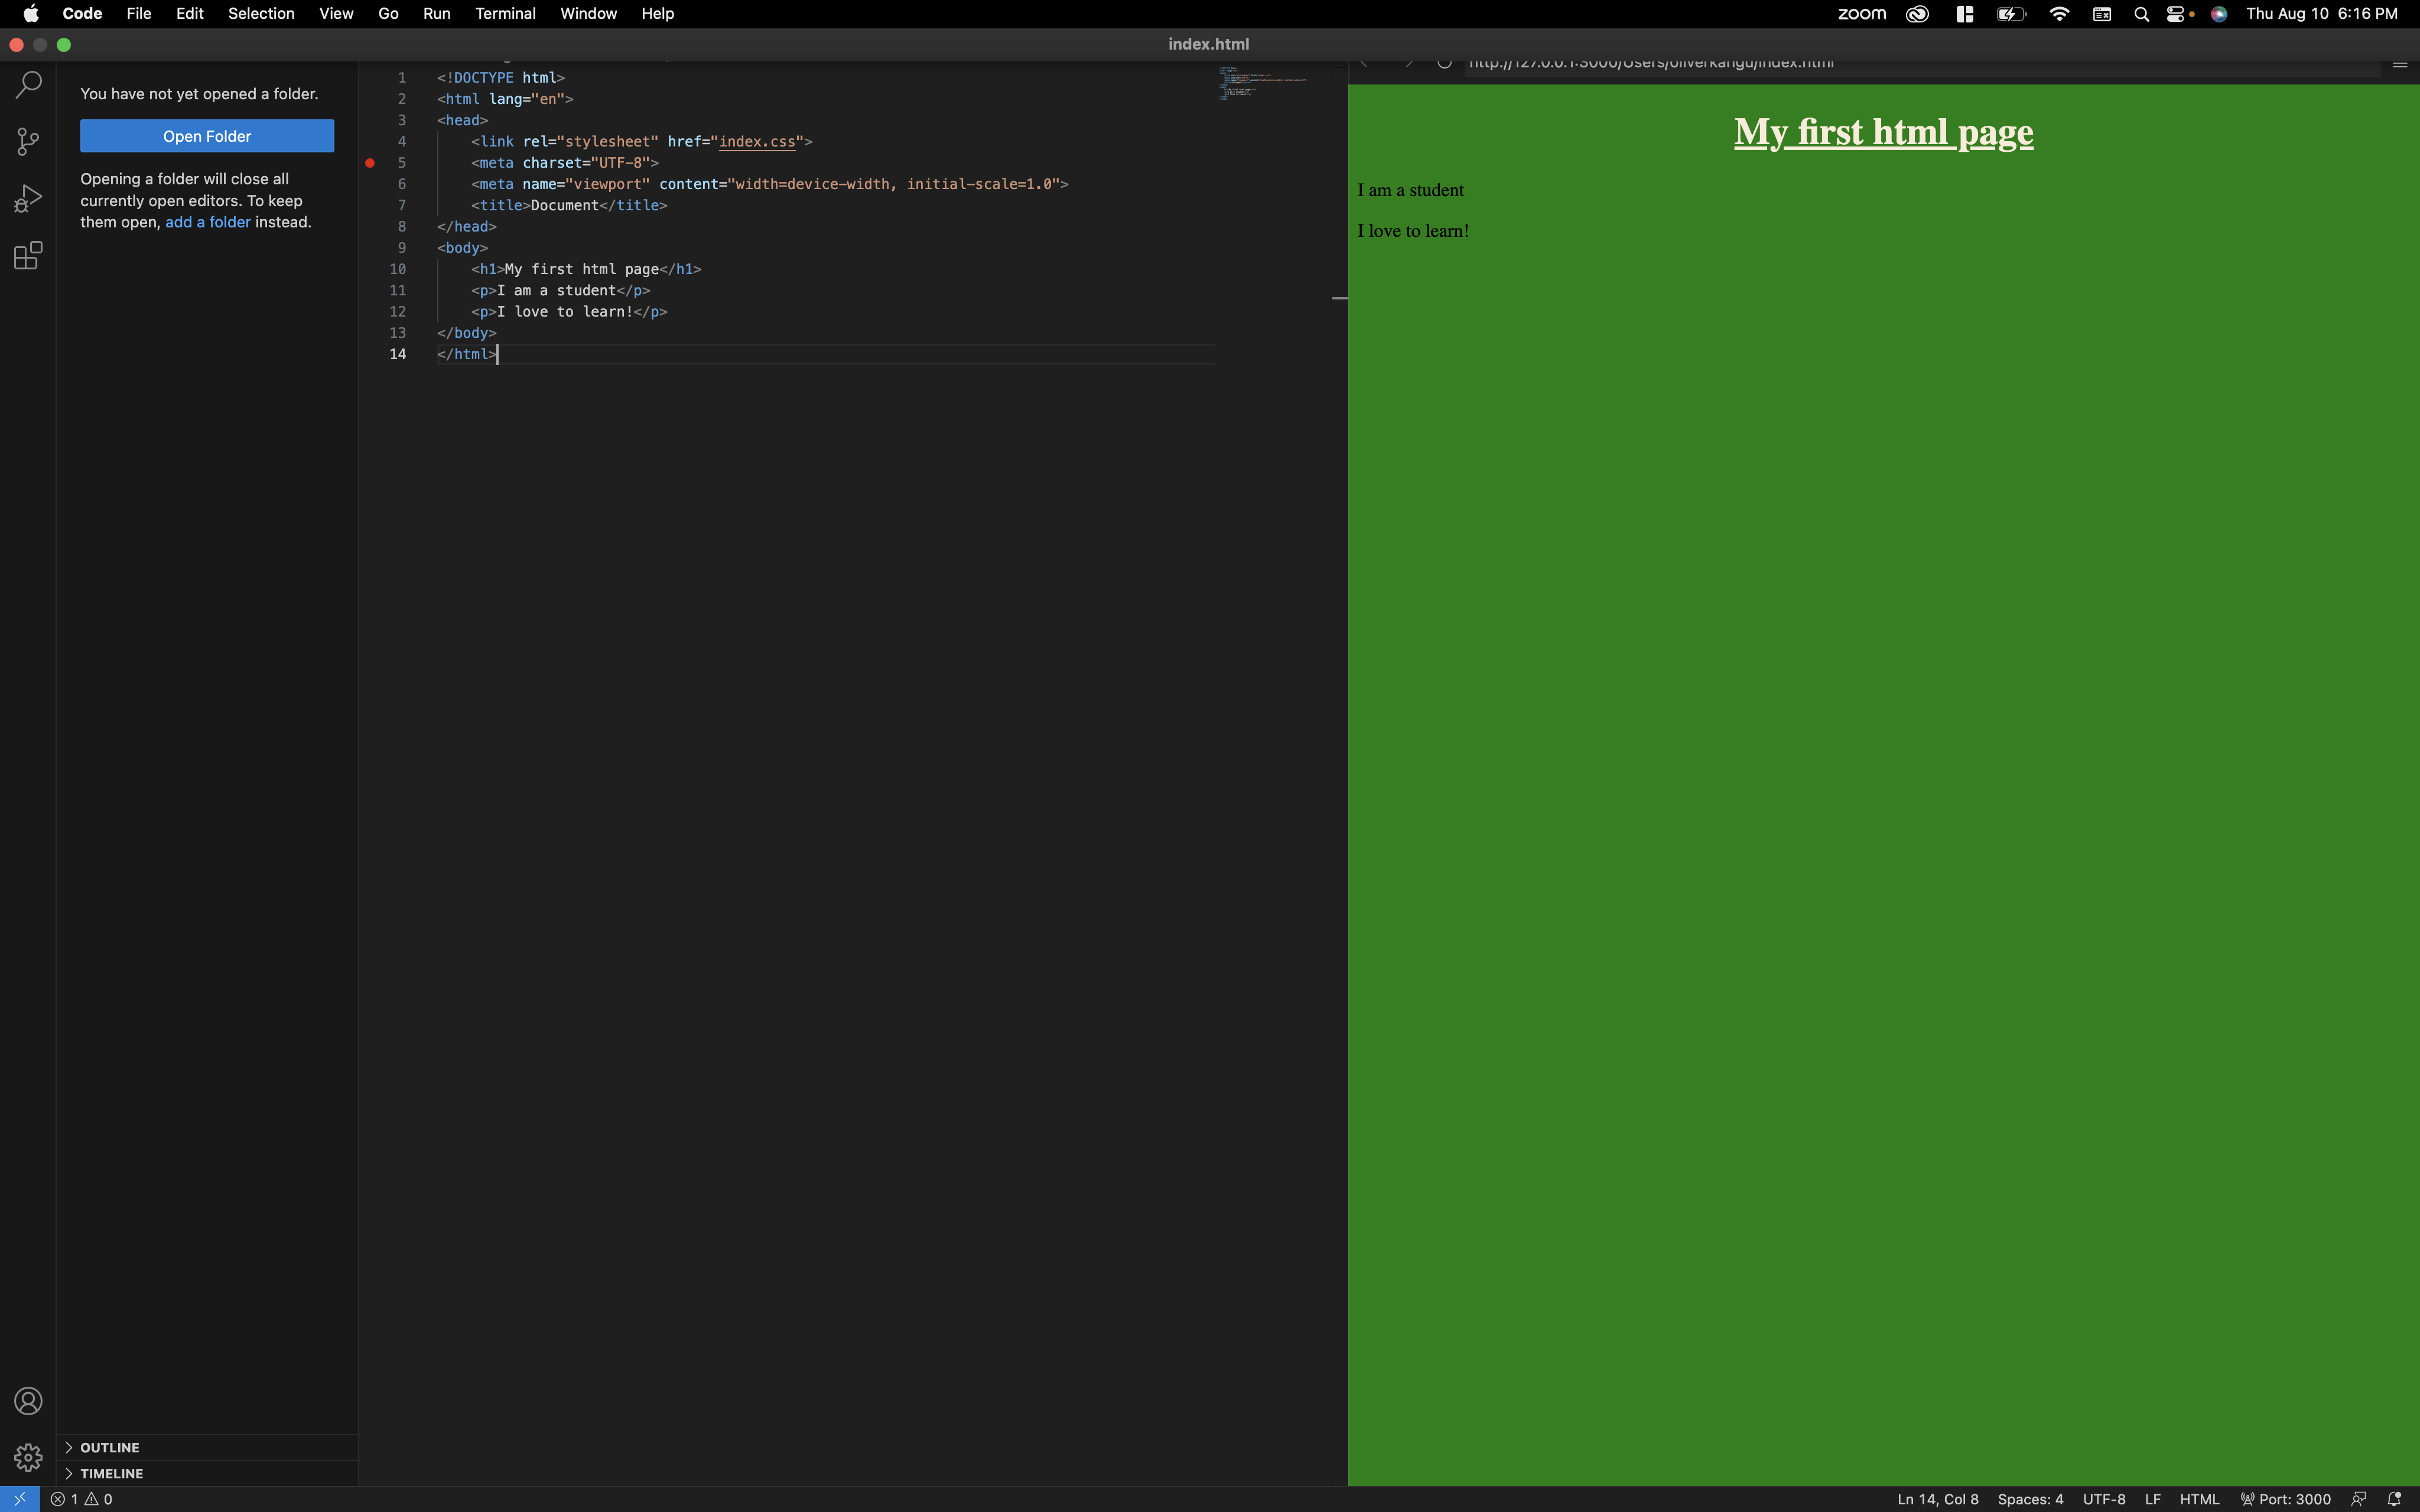 Code File Edit Selection View Go Run Terminal Window Help
zoom Thu Aug 10 6:16 PM
index.html
You have not yet opened a folder.
Open Folder
Opening a folder will close all
currently open editors. To keep
them open, add a folder instead.
1 <!DOCTYPE html>
2 <html lang="en">
3 <head>
4 <link rel="stylesheet" href="index.css">
5 <meta charset="UTF-8">
6 <meta name="viewport" content="width=device-width, initial-scale=1.0">
7 <title>Document</title>
8 </head>
9 <body>
10 <h1>My first html page</h1>
11 <p>I am a student</p>
12 <p>I love to learn!</p>
13 </body>
14 </html>
http://127.0.0.1:3000/Users/oliverkangu/index.html
My first html page
I am a student
I love to learn!
OUTLINE
TIMELINE
1 0
Ln 14, Col 8 Spaces: 4 UTF-8 LF HTML Port: 3000